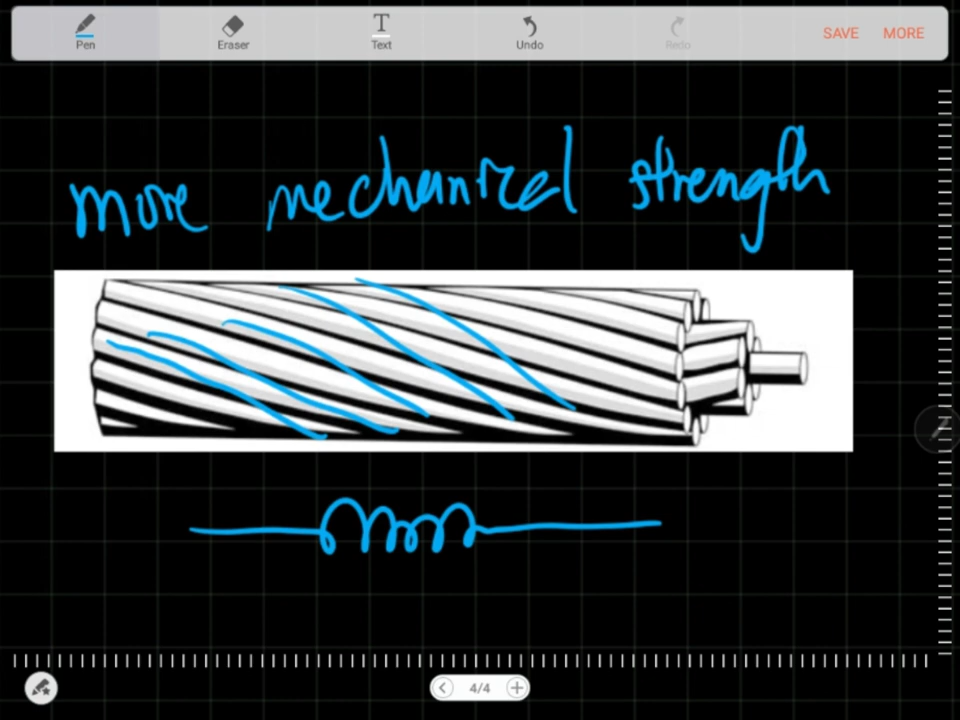 Pen
Eraser
Text
Undo
Redo
SAVE
MORE
more mechanical strength
4/4